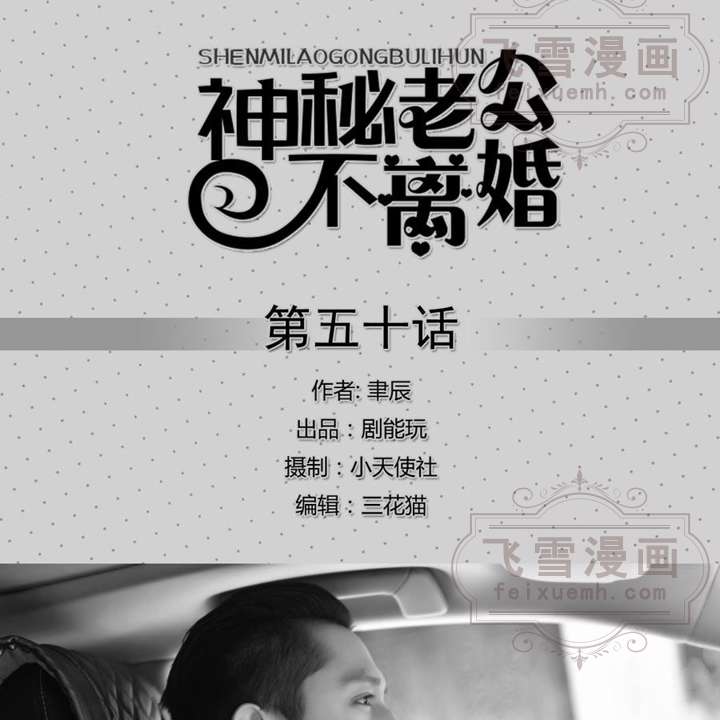 SHENMILAOGONGBULIHUN
神秘老公
不离婚
第五十话
作者: 聿辰
出品：剧能玩
摄制：小天使社
编辑：三花猫
飞雪漫画
feixuemh.com
飞雪漫画
feixuemh.com